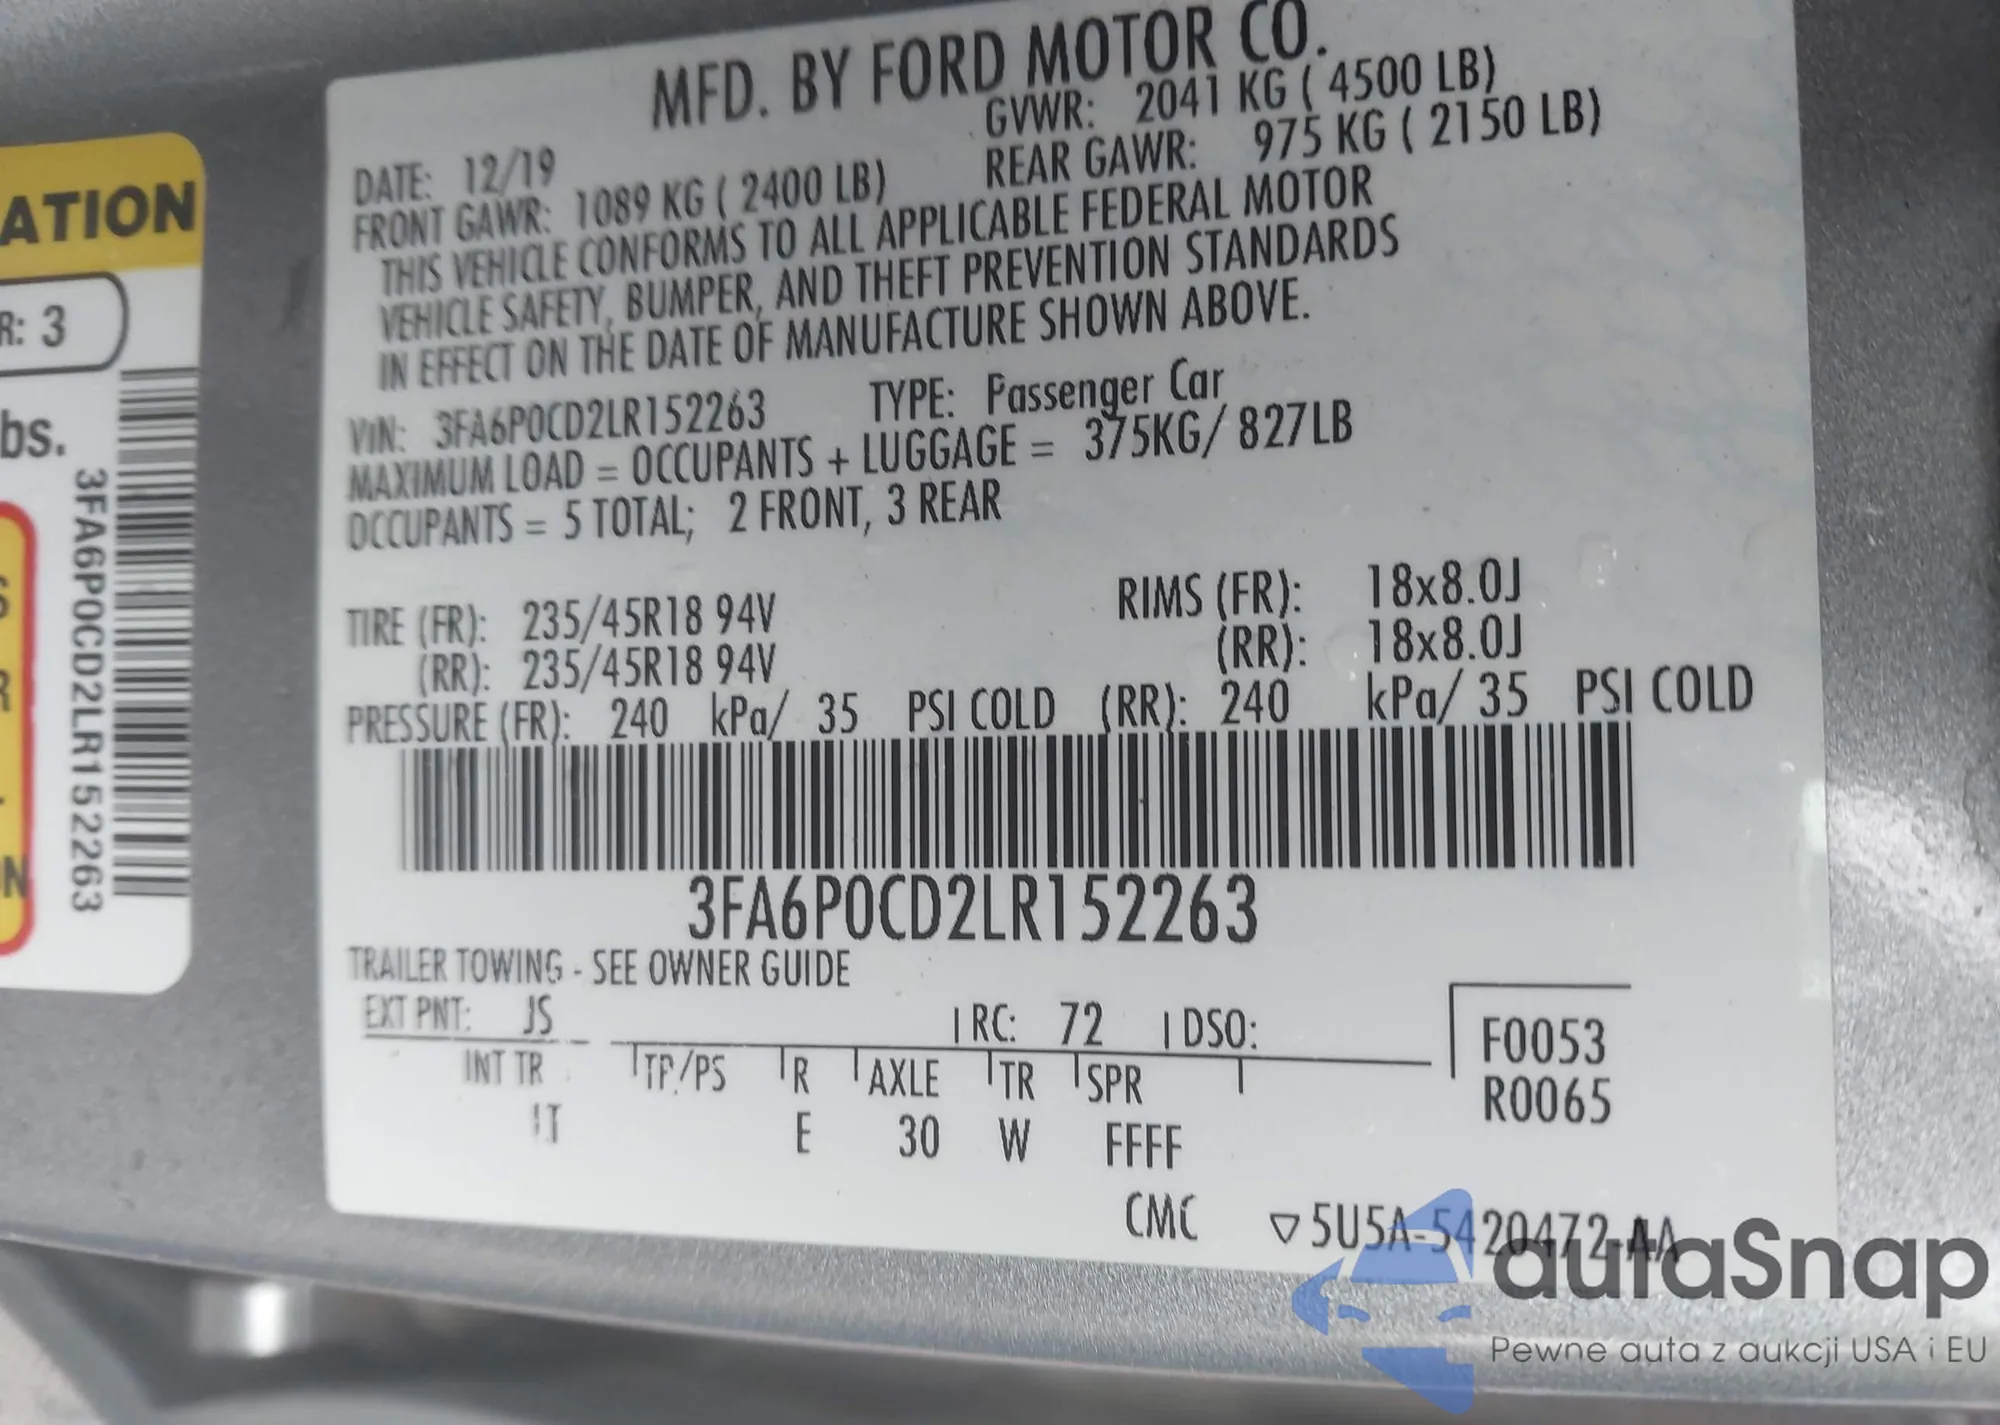 MFD. BY FORD MOTOR CO.
DATE: 12/19 GVWR: 2041 KG ( 4500 LB)
FRONT GAWR: 1089 KG ( 2400 LB) REAR GAWR: 975 KG ( 2150 LB)
THIS VEHICLE CONFORMS TO ALL APPLICABLE FEDERAL MOTOR
VEHICLE SAFETY, BUMPER, AND THEFT PREVENTION STANDARDS
IN EFFECT ON THE DATE OF MANUFACTURE SHOWN ABOVE.
VIN: 3FA6P0CD2LR152263 TYPE: Passenger Car
MAXIMUM LOAD = OCCUPANTS + LUGGAGE = 375KG/ 827LB
OCCUPANTS = 5 TOTAL; 2 FRONT, 3 REAR
TIRE (FR): 235/45R18 94V RIMS (FR): 18x8.0J
(RR): 235/45R18 94V (RR): 18x8.0J
PRESSURE (FR): 240 kPa/ 35 PSI COLD (RR): 240 kPa/ 35 PSI COLD
3FA6P0CD2LR152263
TRAILER TOWING - SEE OWNER GUIDE
EXT PNT: JS RC: 72 DSO: F0053
INT TR TP/PS R AXLE TR SPR R0065
E 30 W FFFF
CMC ▽5U5A-5420472-AA
ATION
R: 3
bs.
3FA6P0CD2LR152263
S
R
ON
autaSnap
Pewne auta z aukcji USA i EU